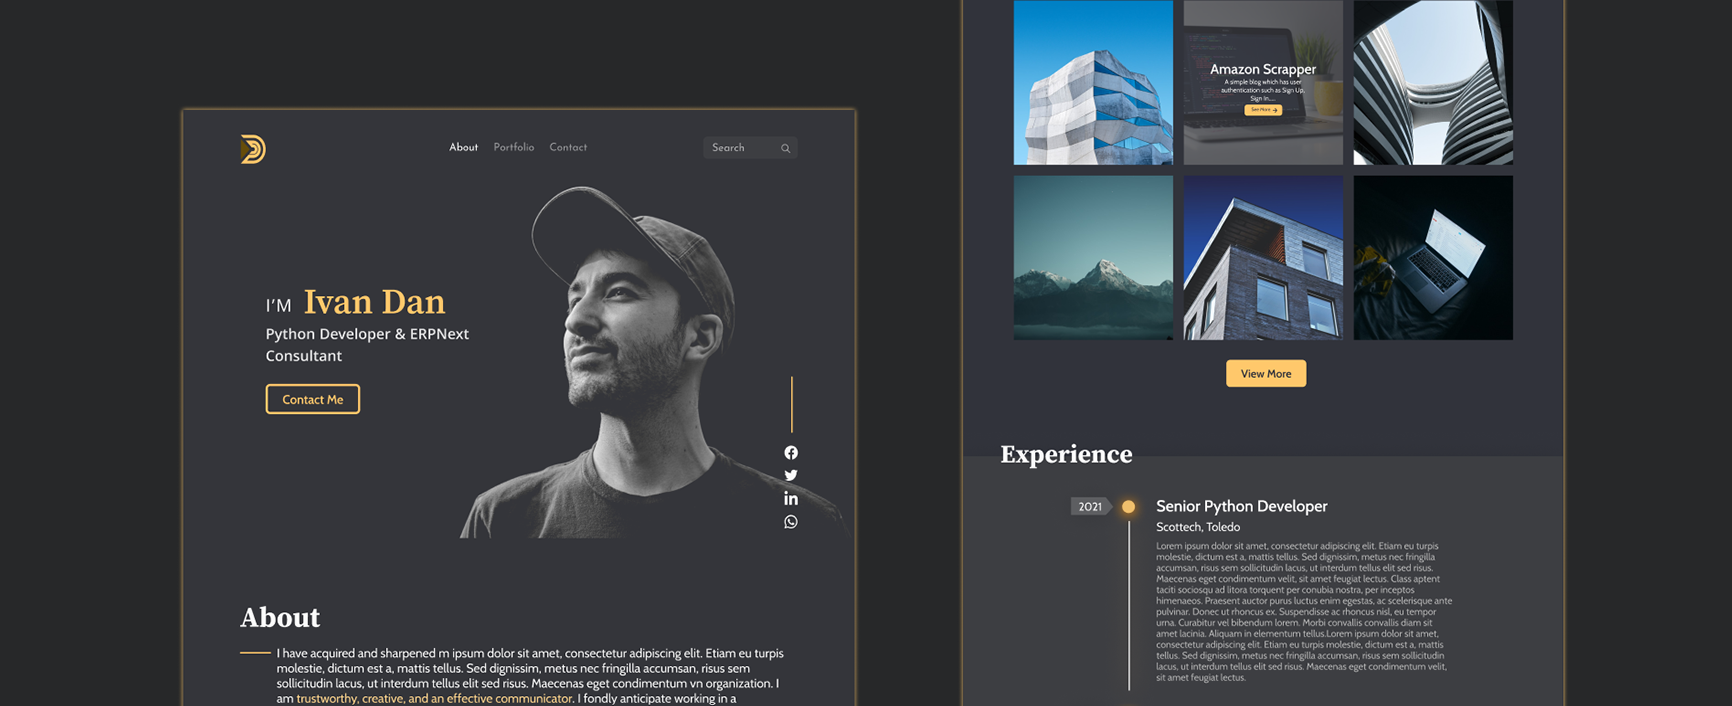 About Portfolio Contact
Search
I'M Ivan Dan
Python Developer & ERPNext
Consultant
Contact Me
About
I have acquired and sharpened m ipsum dolor sit amet, consectetur adipiscing elit. Etiam eu turpis
molestie, dictum est a, mattis tellus. Sed dignissim, metus nec fringilla accumsan, risus sem
sollicitudin lacus, ut interdum tellus elit sed risus. Maecenas eget condimentum vn organization. I
am trustworthy, creative, and an effective communicator. I fondly anticipate working in a
Amazon Scrapper
A simple blog which has user
authentication such as Sign Up,
Sign In....
See More
View More
Experience
2021
Senior Python Developer
Scottech, Toledo
Lorem ipsum dolor sit amet, consectetur adipiscing elit. Etiam eu turpis
molestie, dictum est a, mattis tellus. Sed dignissim, metus nec fringilla
accumsan, risus sem sollicitudin lacus, ut interdum tellus elit sed risus.
Maecenas eget condimentum velit, sit amet feugiat lectus. Class aptent
taciti sociosqu ad litora torquent per conubia nostra, per inceptos
himenaeos. Praesent auctor purus luctus enim egestas, ac scelerisque ante
pulvinar. Donec ut rhoncus ex. Suspendisse ac rhoncus nisl, eu tempor
urna. Curabitur vel bibendum lorem. Morbi convallis convallis diam sit
amet lacinia. Aliquam in elementum tellus.Lorem ipsum dolor sit amet,
consectetur adipiscing elit. Etiam eu turpis molestie, dictum est a, mattis
tellus. Sed dignissim, metus nec fringilla accumsan, risus sem sollicitudin
lacus, ut interdum tellus elit sed risus. Maecenas eget condimentum velit,
sit amet feugiat lectus.